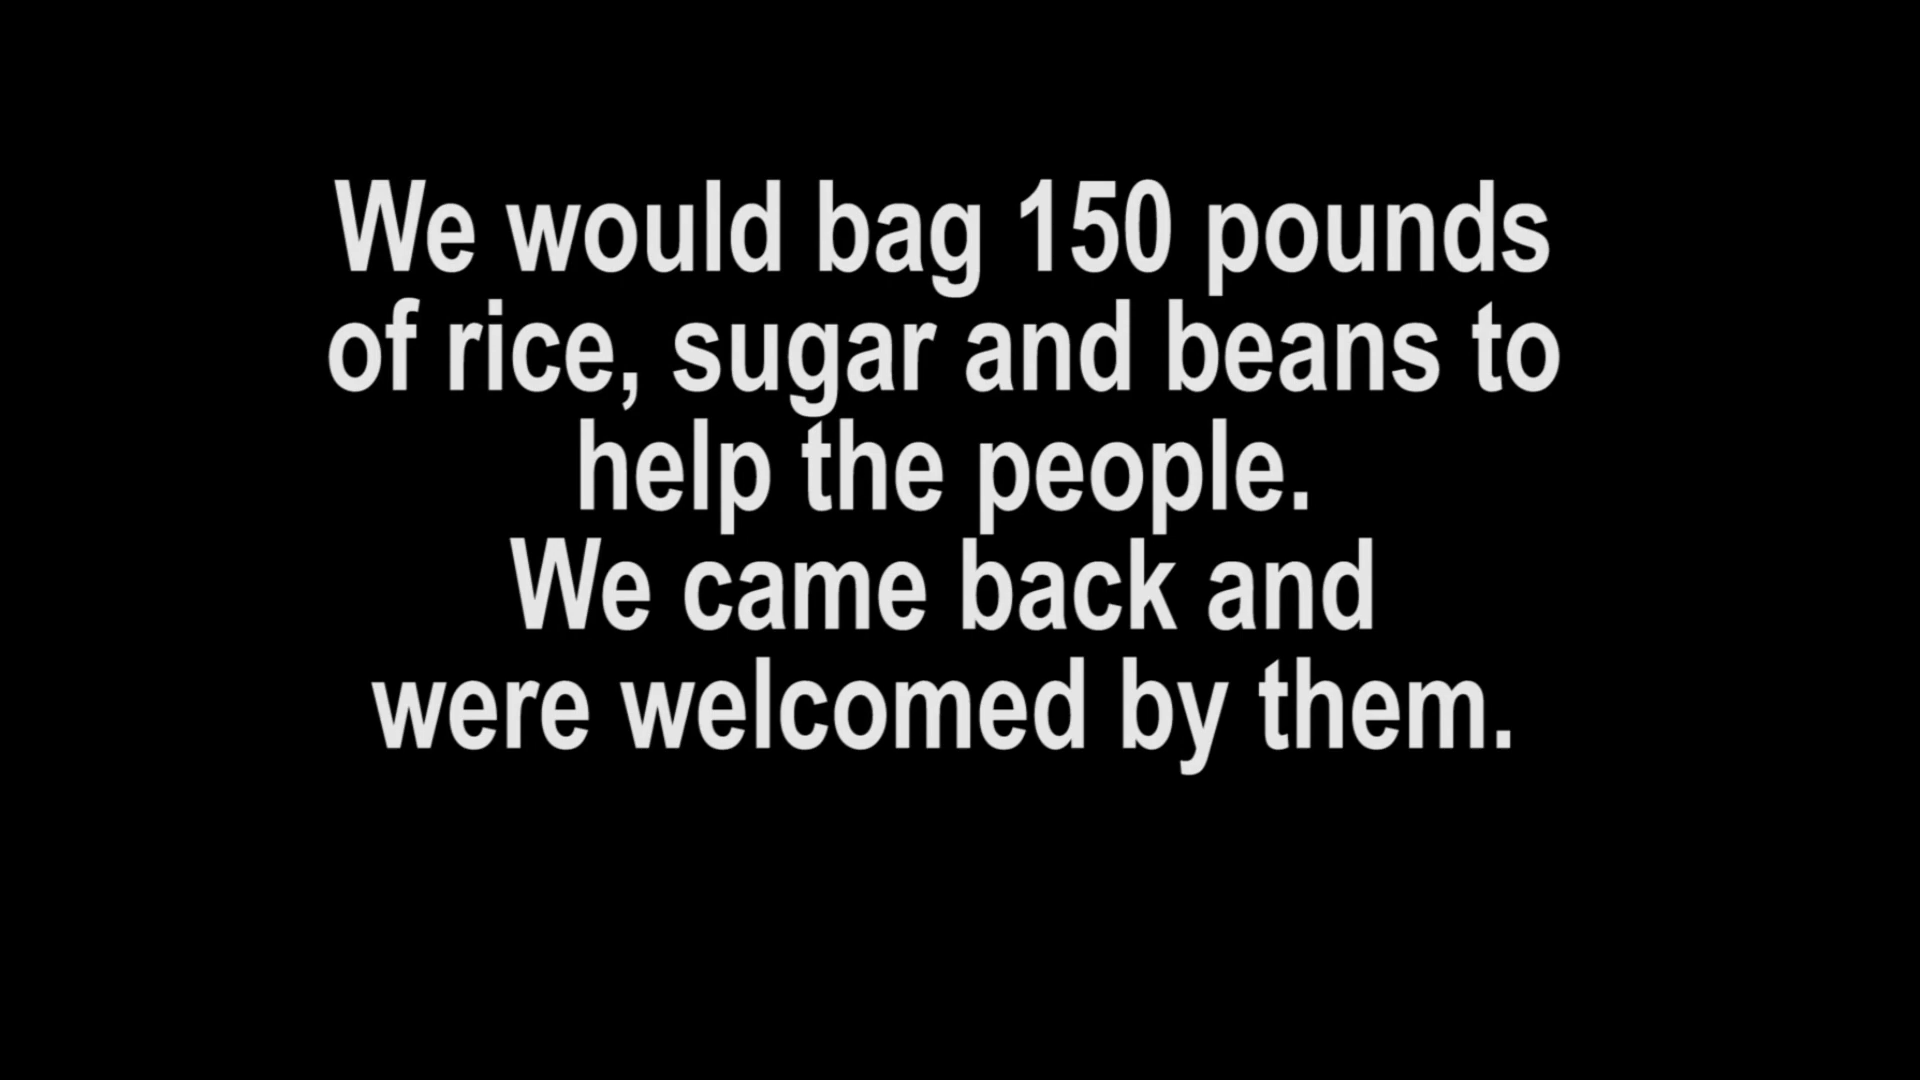 We would bag 150 pounds
of rice, sugar and beans to
help the people.
We came back and
were welcomed by them.